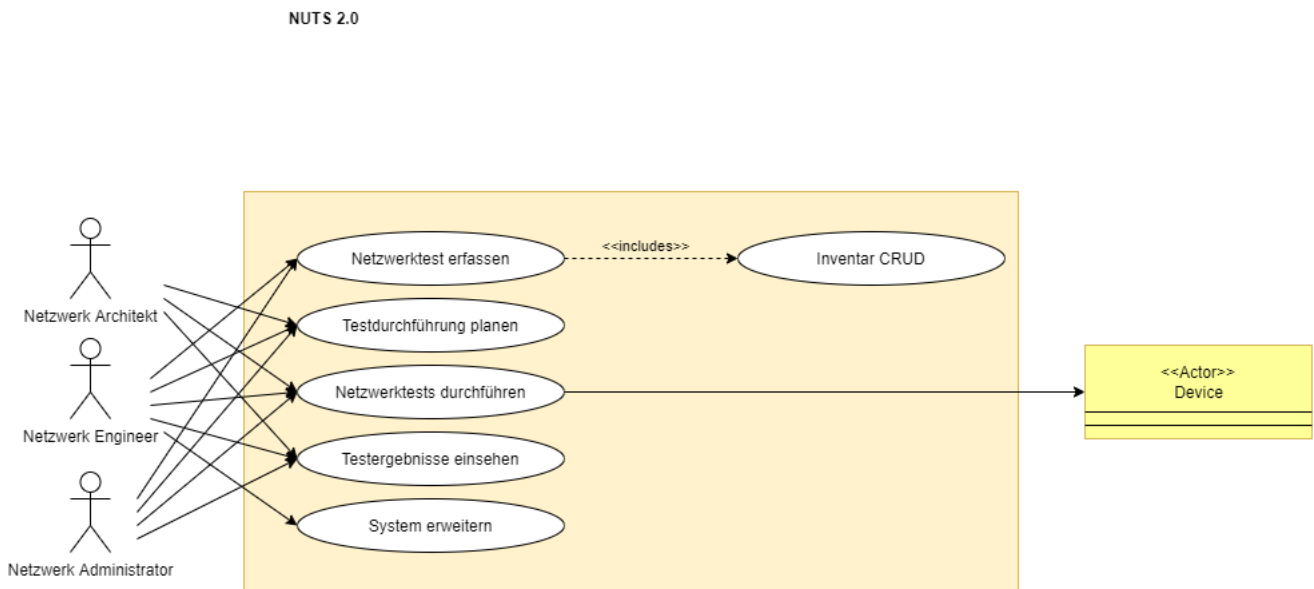 NUTS 2.0
Netzwerktest erfassen
<<includes>>
Inventar CRUD
Netzwerk Architekt
Testdurchführung planen
<<Actor>>
Device
Netzwerktests durchführen
Netzwerk Engineer
Testergebnisse einsehen
System erweitern
Netzwerk Administrator